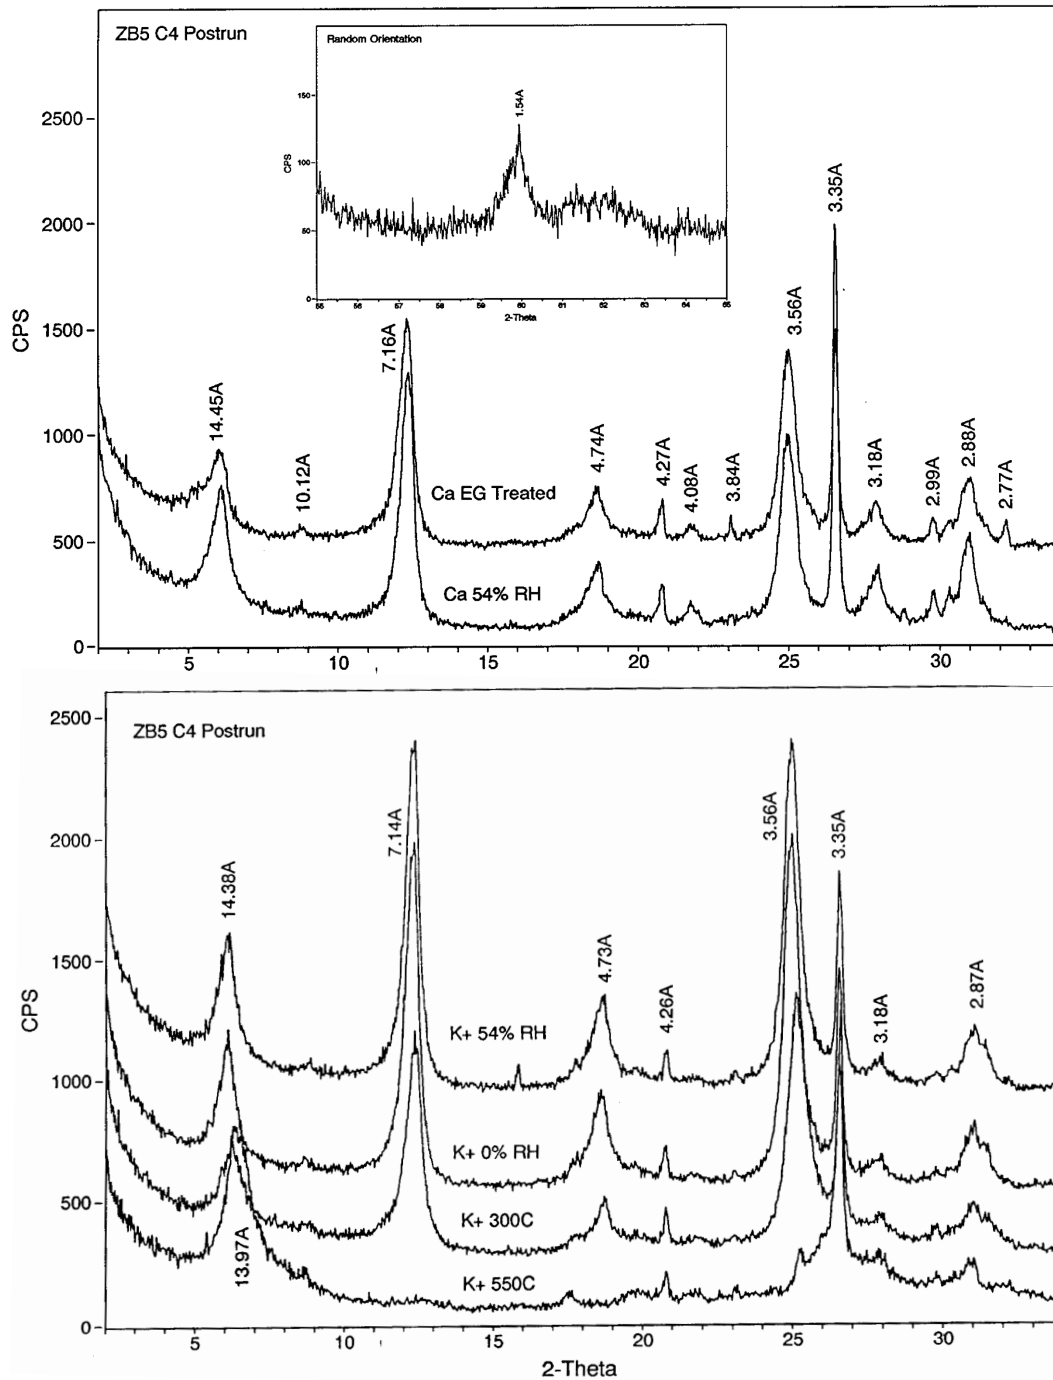 ZB5 C4 Postrun
Random Orientation
150
100
50
0
CPS
1.54A
55 56 57 58 59 60 61 62 63 64 65
2-Theta
2500
2000
1500
1000
500
0
CPS
14.45A
10.12A
7.16A
4.74A
4.27A
4.08A
3.84A
3.56A
3.35A
3.18A
2.99A
2.88A
2.77A
Ca EG Treated
Ca 54% RH
5 10 15 20 25 30
ZB5 C4 Postrun
2500
2000
1500
1000
500
0
CPS
14.38A
7.14A
4.73A
4.26A
3.56A
3.35A
3.18A
2.87A
K+ 54% RH
K+ 0% RH
K+ 300C
K+ 550C
13.97A
5 10 15 20 25 30
2-Theta